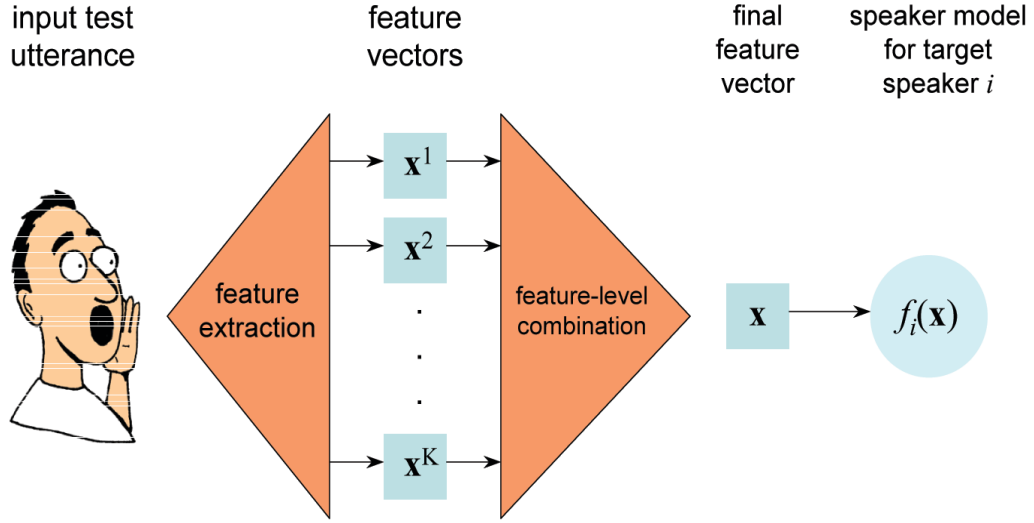 input test
utterance
feature
vectors
final
feature
vector
speaker model
for target
speaker i
feature
extraction
x¹
x²
.
.
.
xᴷ
feature-level
combination
x
fᵢ(x)